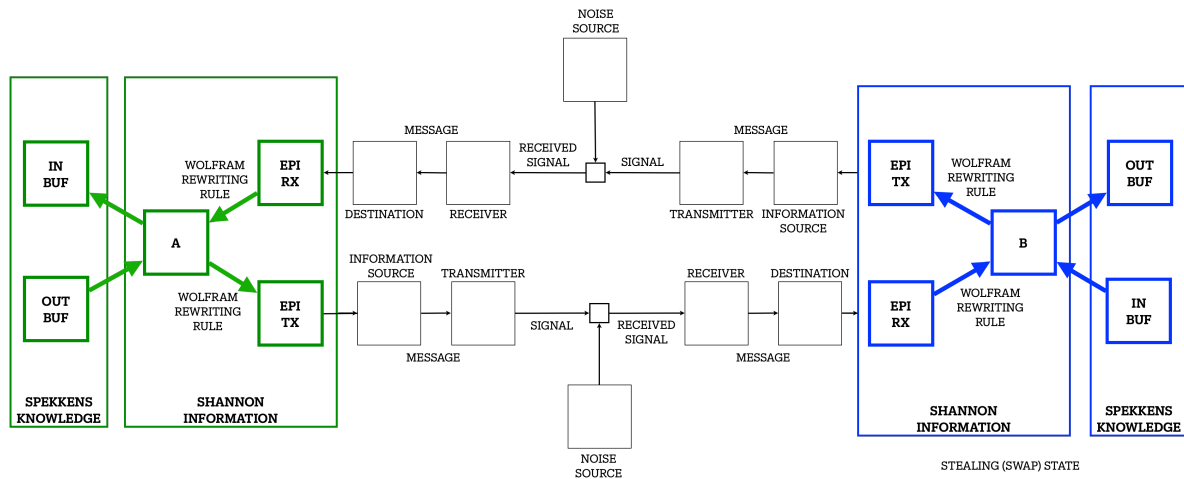 NOISE
SOURCE
MESSAGE
MESSAGE
IN
BUF
WOLFRAM
REWRITING
RULE
EPI
RX
RECEIVED
SIGNAL
SIGNAL
EPI
TX
WOLFRAM
REWRITING
RULE
OUT
BUF
DESTINATION
RECEIVER
TRANSMITTER
INFORMATION
SOURCE
A
B
INFORMATION
SOURCE
TRANSMITTER
RECEIVER
DESTINATION
OUT
BUF
WOLFRAM
REWRITING
RULE
EPI
TX
SIGNAL
RECEIVED
SIGNAL
EPI
RX
WOLFRAM
REWRITING
RULE
IN
BUF
MESSAGE
MESSAGE
SPEKKENS
KNOWLEDGE
SHANNON
INFORMATION
SHANNON
INFORMATION
SPEKKENS
KNOWLEDGE
NOISE
SOURCE
STEALING (SWAP) STATE